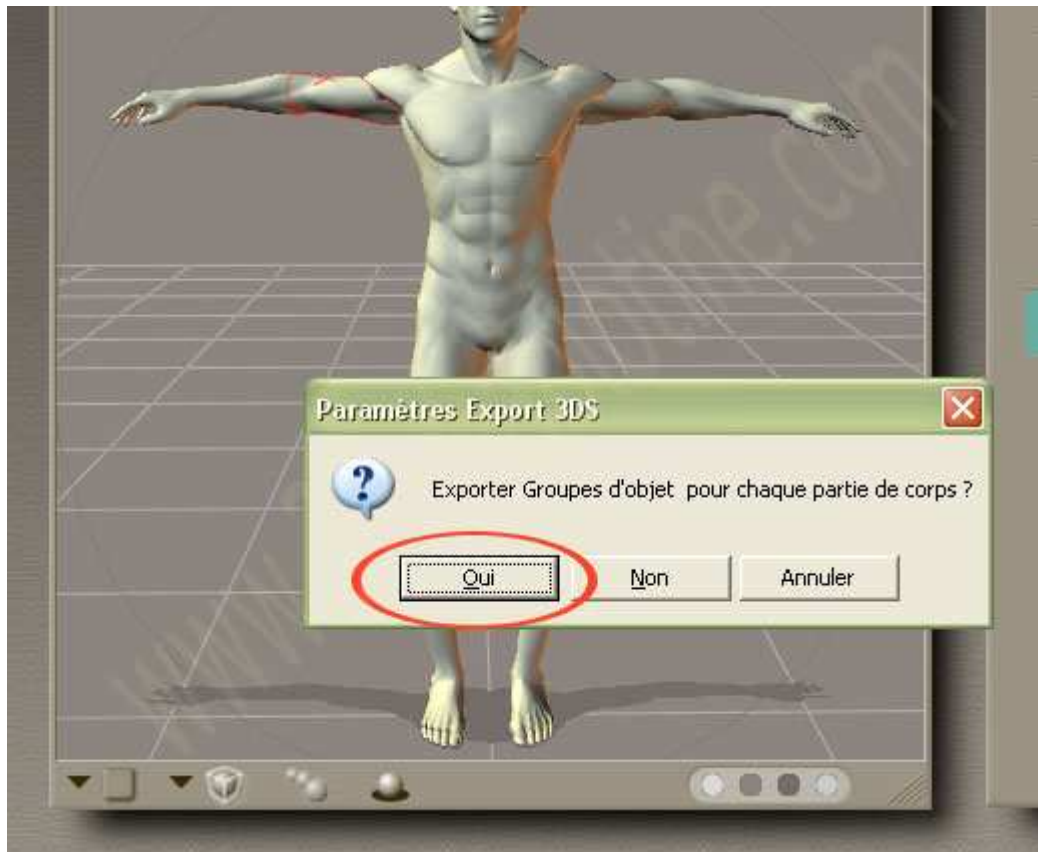 Paramètres Export 3DS
Exporter Groupes d'objet pour chaque partie de corps ?
Oui
Non
Annuler